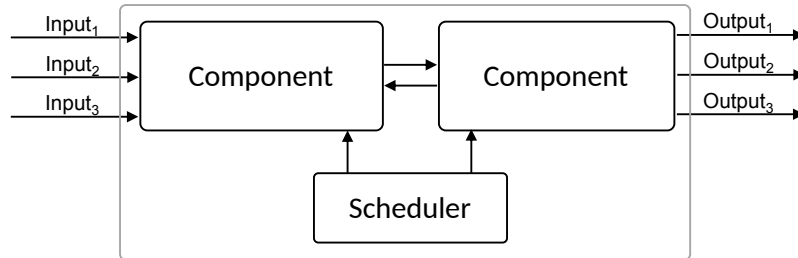 Input₁
Output₁
Input₂
Component
Component
Output₂
Input₃
Output₃
Scheduler